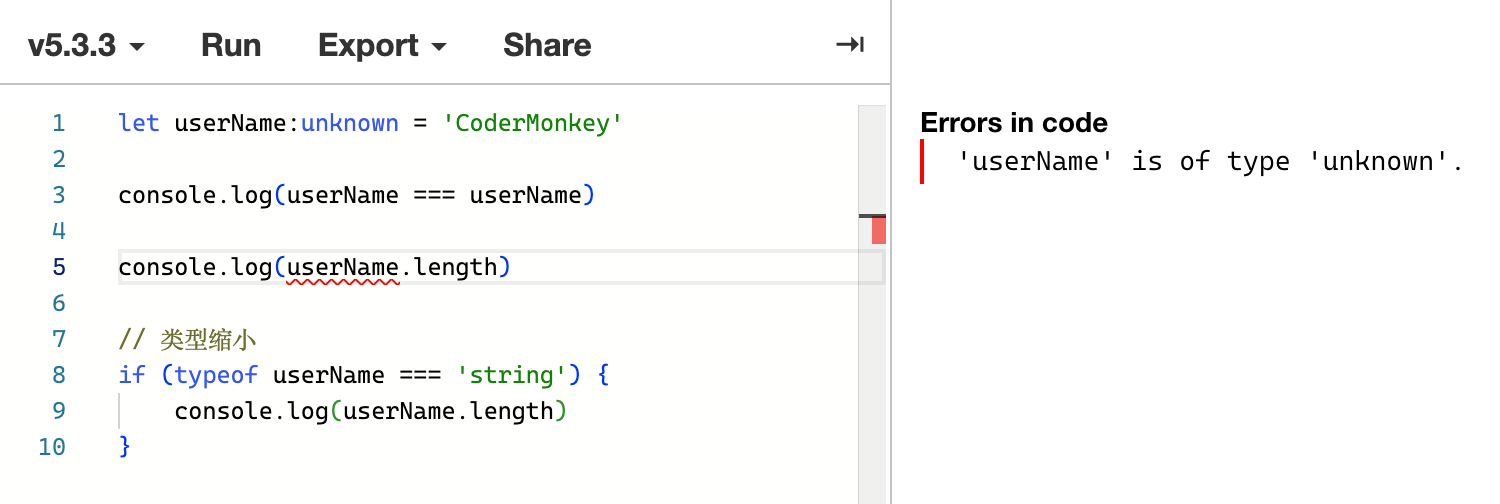 v5.3.3 Run Export Share
1 let userName:unknown = 'CoderMonkey'
2
3 console.log(userName === userName)
4
5 console.log(userName.length)
6
7 // 类型缩小
8 if (typeof userName === 'string') {
9 console.log(userName.length)
10 }
Errors in code
'userName' is of type 'unknown'.